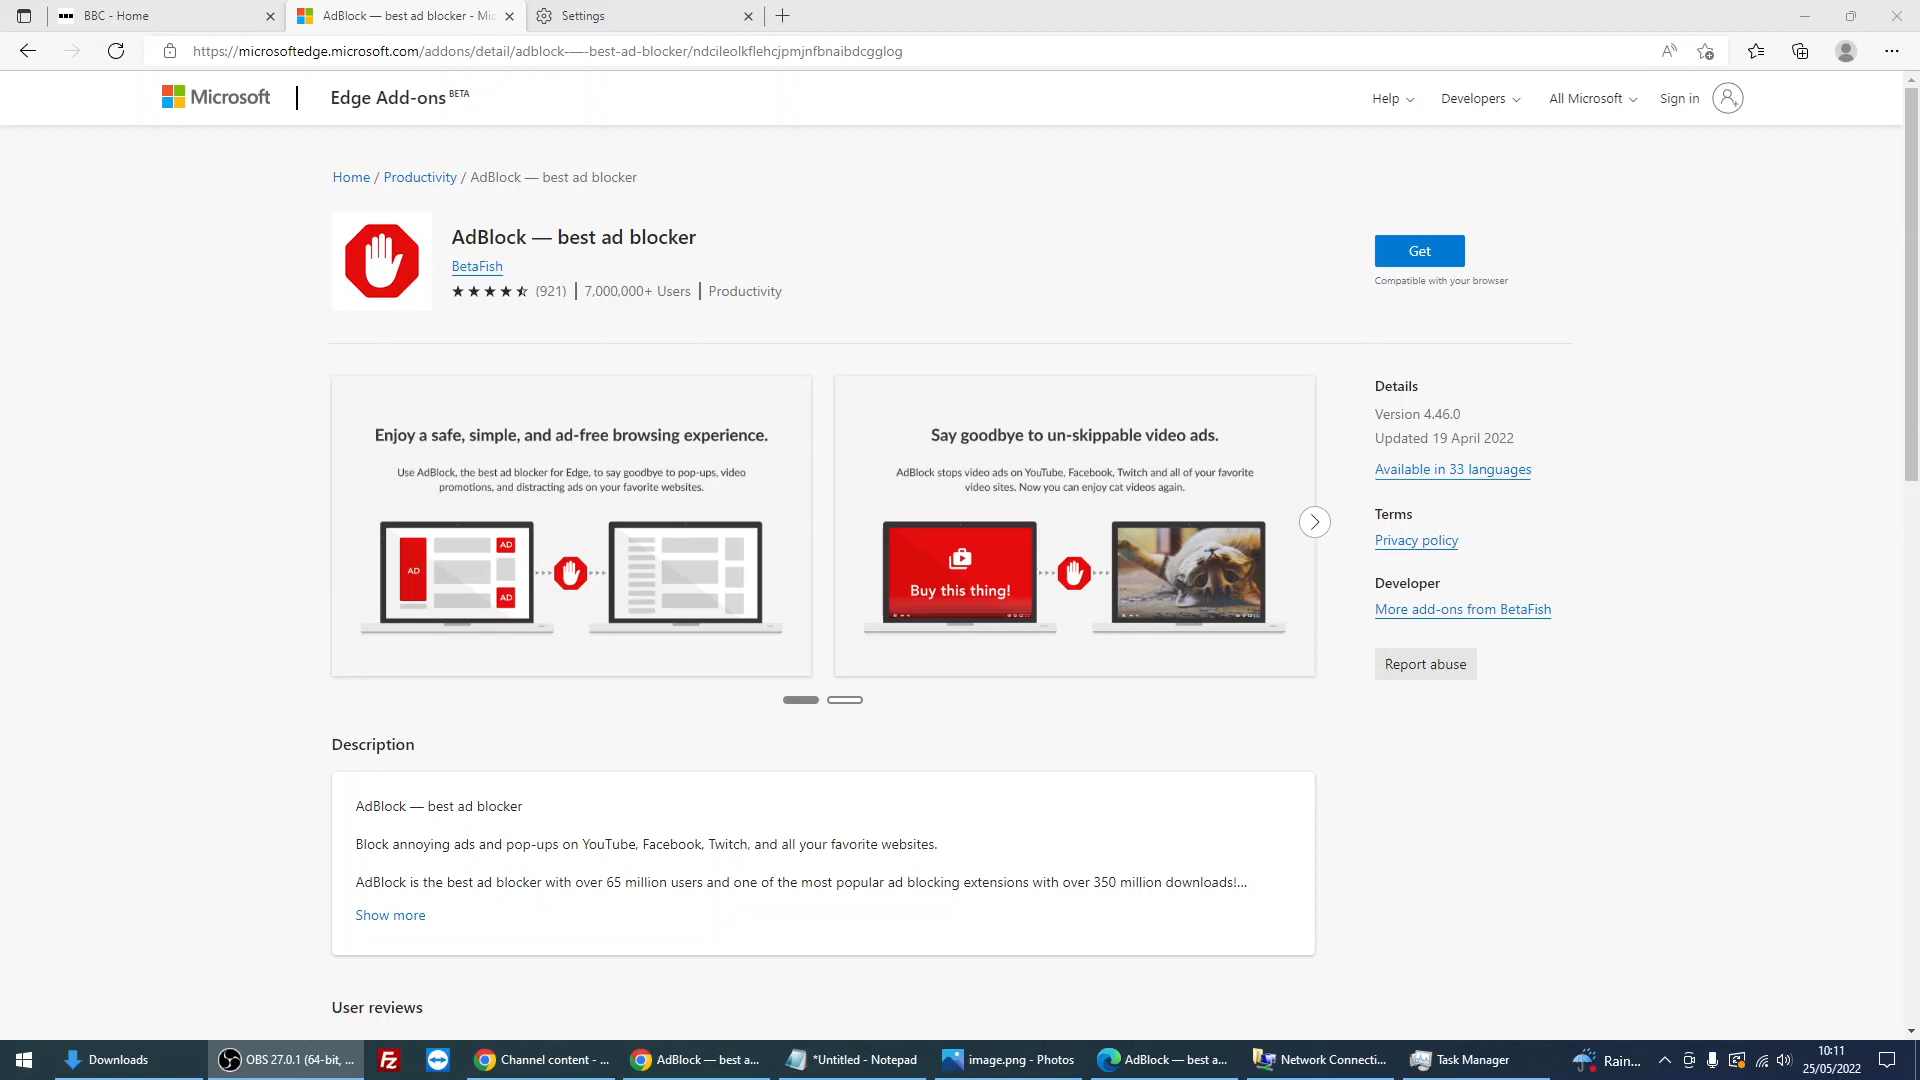 BBC - Home
AdBlock — best ad blocker - Mic
Settings
https://microsoftedge.microsoft.com/addons/detail/adblock-—-best-ad-blocker/ndcileolkflehcjpmjnfbnaibdcgglog
Microsoft
Edge Add-ons BETA
Help
Developers
All Microsoft
Sign in
Home / Productivity / AdBlock — best ad blocker
AdBlock — best ad blocker
BetaFish
(921)
7,000,000+ Users
Productivity
Get
Compatible with your browser
Enjoy a safe, simple, and ad-free browsing experience.
Use AdBlock, the best ad blocker for Edge, to say goodbye to pop-ups, video
promotions, and distracting ads on your favorite websites.
AD
AD
AD
Say goodbye to un-skippable video ads.
AdBlock stops video ads on YouTube, Facebook, Twitch and all of your favorite
video sites. Now you can enjoy cat videos again.
Buy this thing!
Details
Version 4.46.0
Updated 19 April 2022
Available in 33 languages
Terms
Privacy policy
Developer
More add-ons from BetaFish
Report abuse
Description
AdBlock — best ad blocker
Block annoying ads and pop-ups on YouTube, Facebook, Twitch, and all your favorite websites.
AdBlock is the best ad blocker with over 65 million users and one of the most popular ad blocking extensions with over 350 million downloads!...
Show more
User reviews
Downloads
OBS 27.0.1 (64-bit, ...
Fz
Channel content - ...
AdBlock — best a...
*Untitled - Notepad
image.png - Photos
AdBlock — best a...
Network Connecti...
Task Manager
Rain...
10:11
25/05/2022